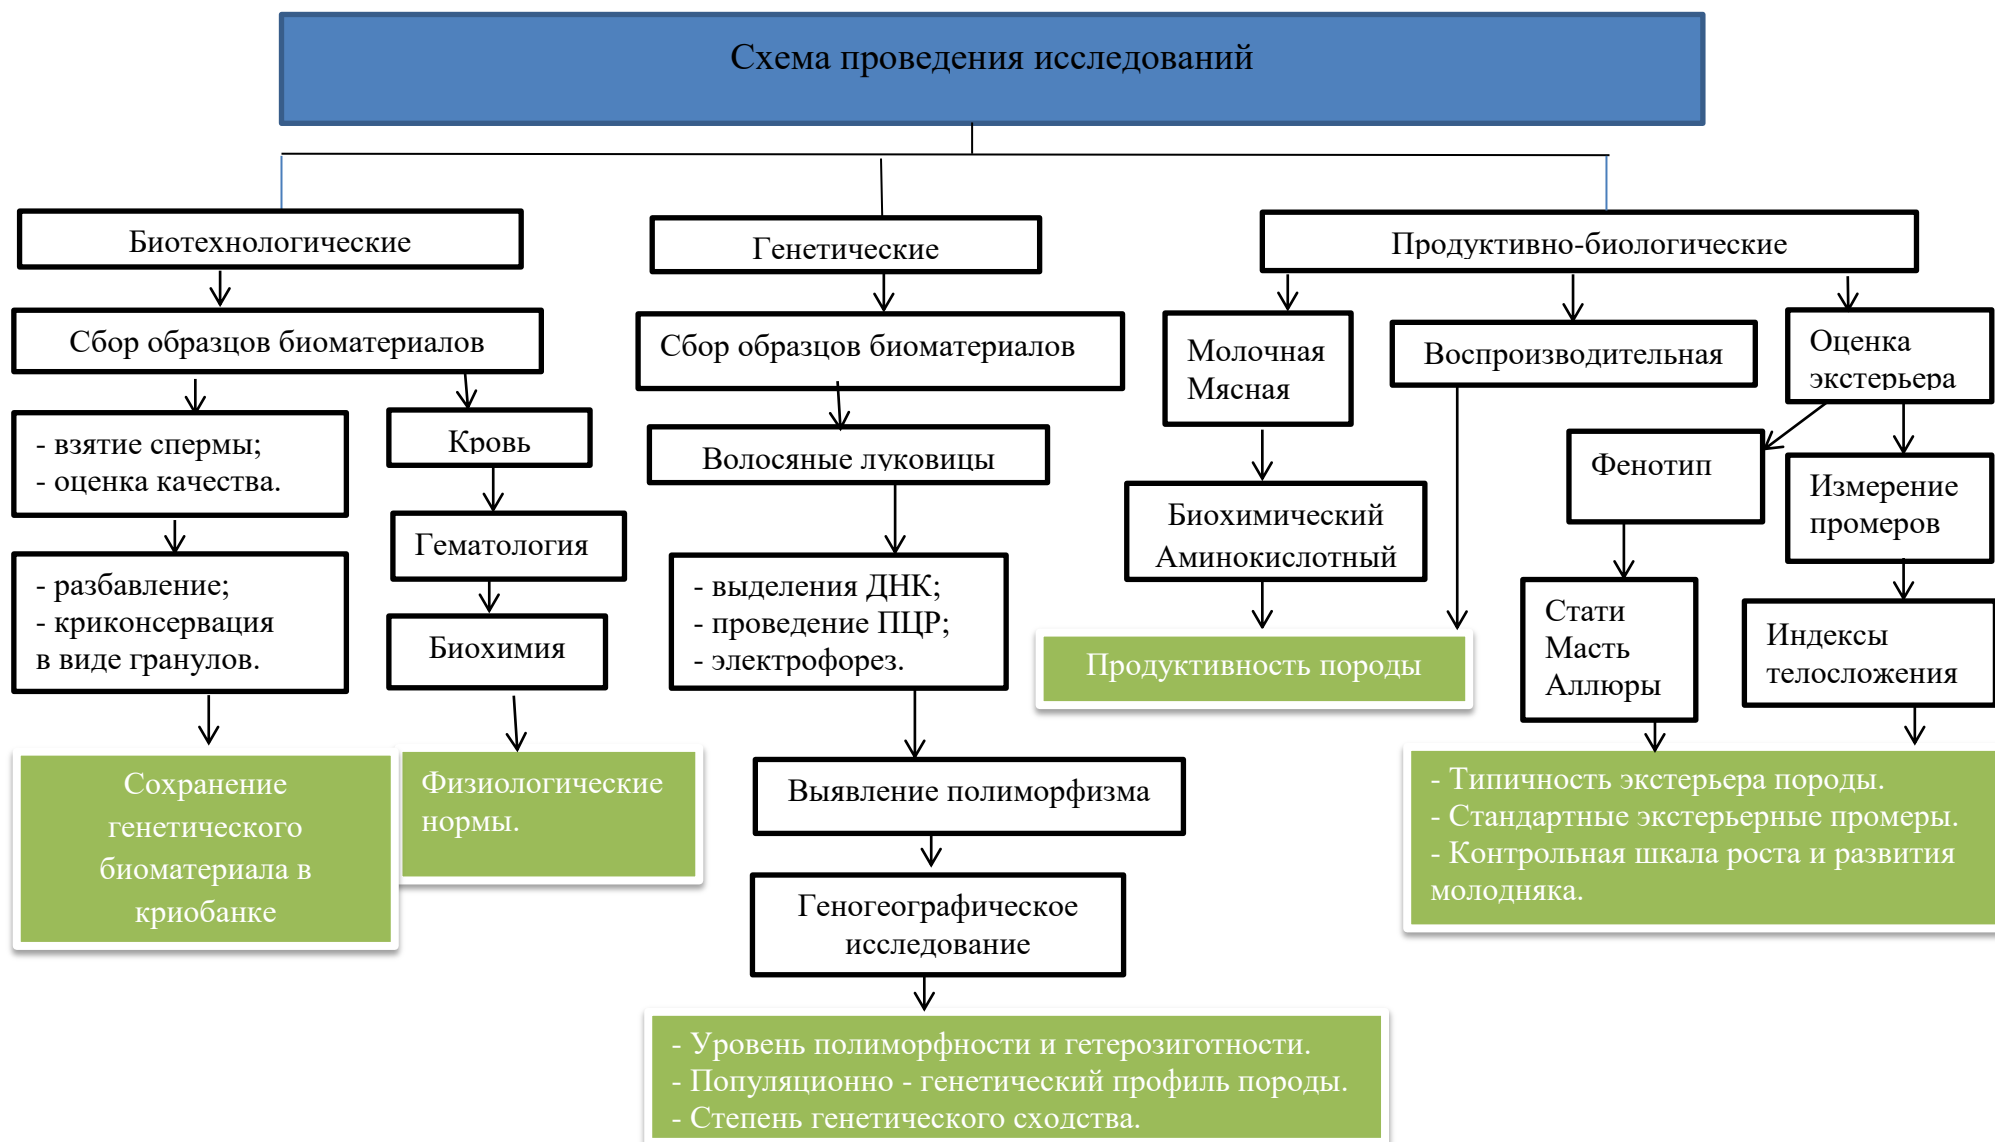 Схема проведения исследований
Биотехнологические
Генетические
Продуктивно-биологические
Сбор образцов биоматериалов
Сбор образцов биоматериалов
Молочная
Мясная
Воспроизводительная
Оценка
экстерьера
- взятие спермы;
- оценка качества.
Кровь
Волосяные луковицы
Фенотип
Измерение
промеров
Биохимический
Аминокислотный
Гематология
- разбавление;
- криконсервация
в виде гранулов.
Биохимия
- выделения ДНК;
- проведение ПЦР;
- электрофорез.
Продуктивность породы
Стати
Масть
Аллюры
Индексы
телосложения
Сохранение
генетического
биоматериала в
криобанке
Физиологические
нормы.
Выявление полиморфизма
- Типичность экстерьера породы.
- Стандартные экстерьерные промеры.
- Контрольная шкала роста и развития
молодняка.
Геногеографическое
исследование
- Уровень полиморфности и гетерозиготности.
- Популяционно - генетический профиль породы.
- Степень генетического сходства.